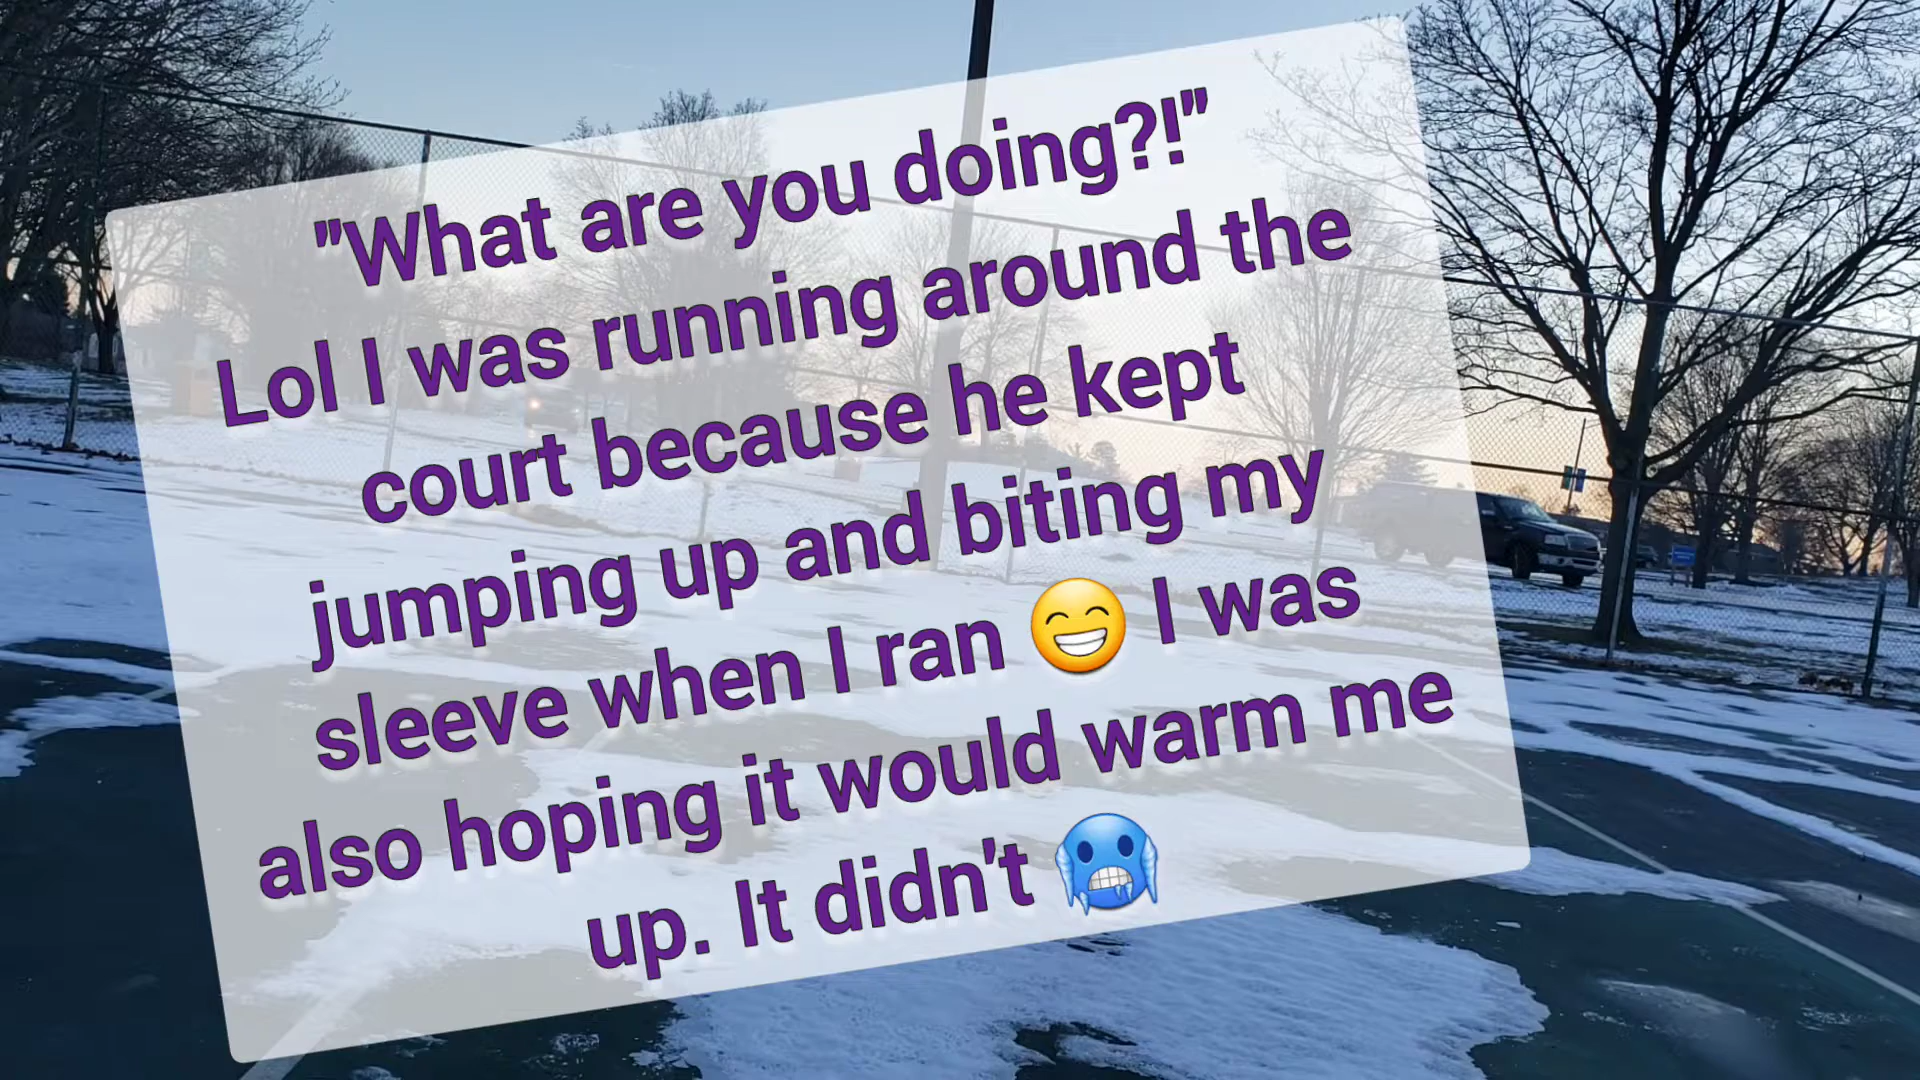 "What are you doing?!"
Lol I was running around the
court because he kept
jumping up and biting my
sleeve when I ran 😁 I was
also hoping it would warm me
up. It didn't 🥶